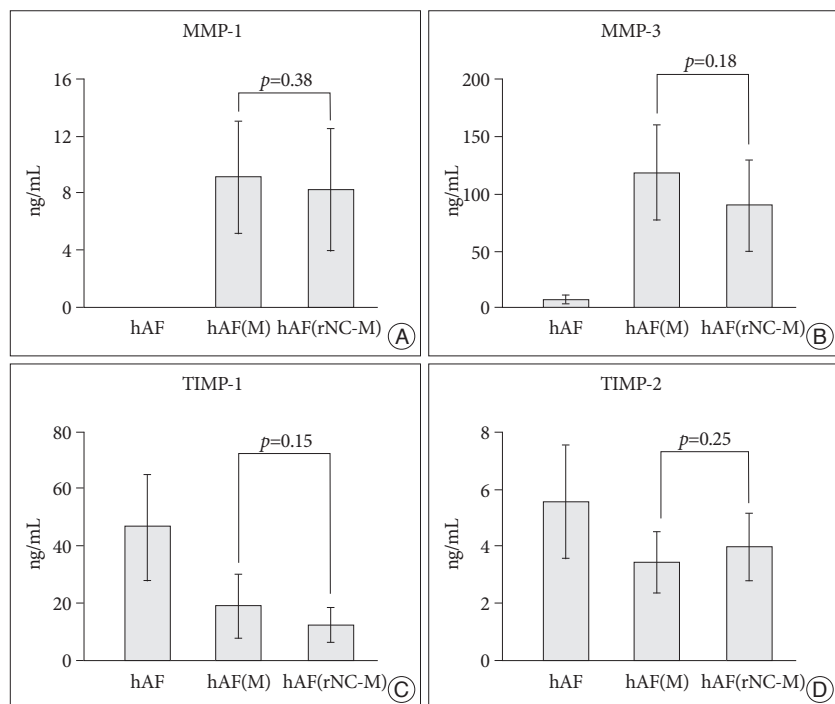 MMP-1
p=0.38
16
12
8
4
0
ng/mL
hAF hAF(M) hAF(rNC-M)
A
MMP-3
p=0.18
200
150
100
50
0
ng/mL
hAF hAF(M) hAF(rNC-M)
B
TIMP-1
p=0.15
80
60
40
20
0
ng/mL
hAF hAF(M) hAF(rNC-M)
C
TIMP-2
p=0.25
8
6
4
2
0
ng/mL
hAF hAF(M) hAF(rNC-M)
D